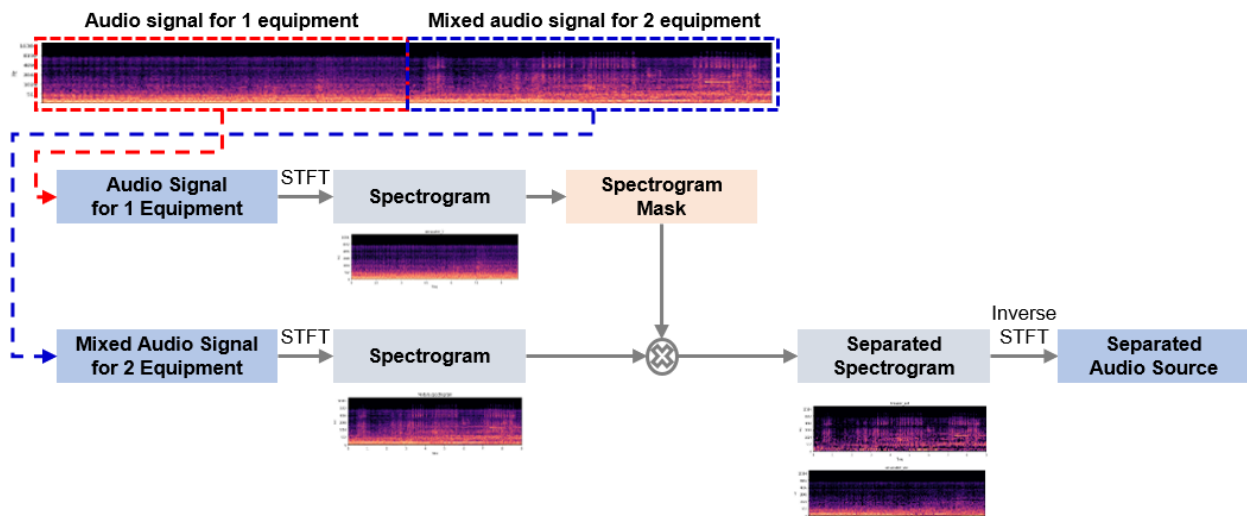 Audio signal for 1 equipment
Mixed audio signal for 2 equipment
Audio Signal
for 1 Equipment
STFT
Spectrogram
Spectrogram
Mask
Mixed Audio Signal
for 2 Equipment
STFT
Spectrogram
Separated
Spectrogram
Inverse
STFT
Separated
Audio Source